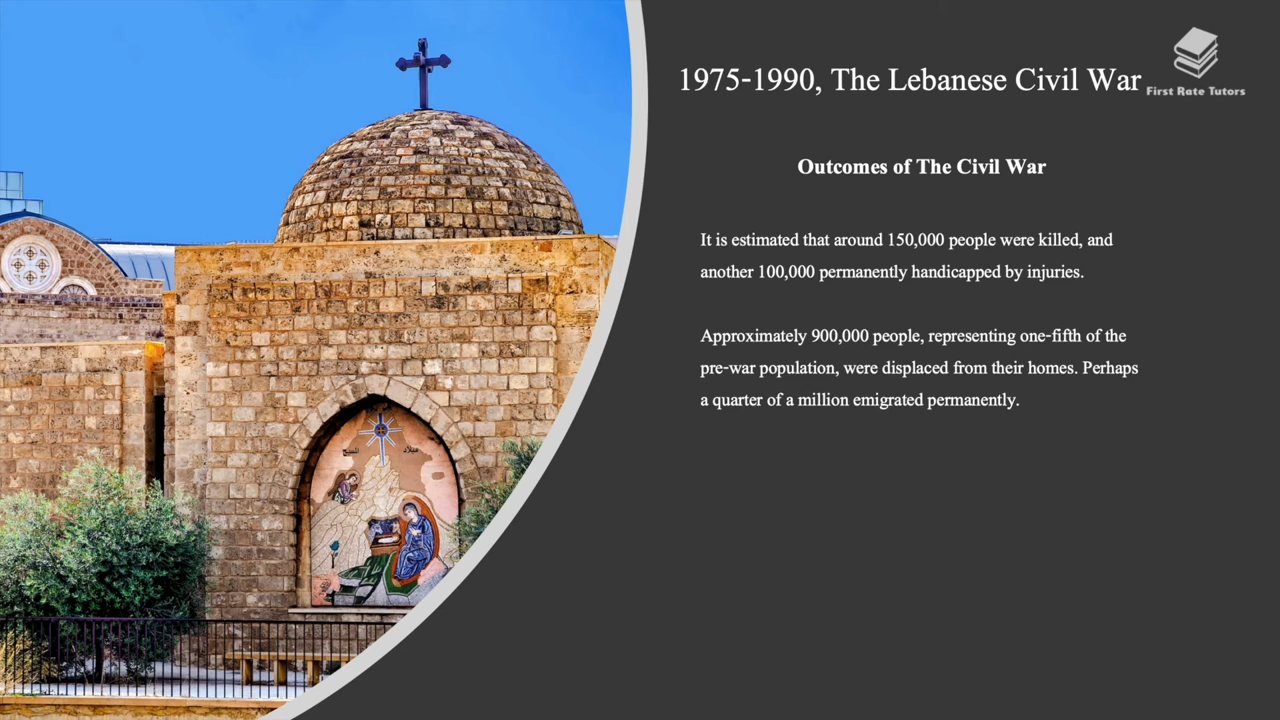 1975-1990, The Lebanese Civil War
First Rate Tutors
Outcomes of The Civil War
It is estimated that around 150,000 people were killed, and
another 100,000 permanently handicapped by injuries.
Approximately 900,000 people, representing one-fifth of the
pre-war population, were displaced from their homes. Perhaps
a quarter of a million emigrated permanently.
ميلاد
المسيح